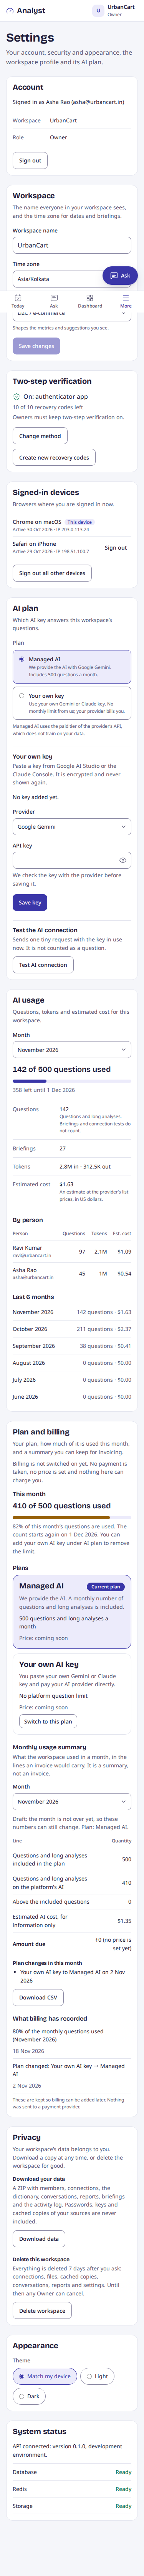 Analyst
U
UrbanCart
Owner
Settings
Your account, security and appearance, the
workspace profile and its AI plan.
Account
Signed in as Asha Rao (asha@urbancart.in)
Workspace UrbanCart
Role Owner
Sign out
Workspace
The name everyone in your workspace sees,
and the time zone for dates and briefings.
Workspace name
UrbanCart
Time zone
Asia/Kolkata
Ask
Today Ask Dashboard More
D2C / e-commerce
Shapes the metrics and suggestions you see.
Save changes
Two-step verification
On: authenticator app
10 of 10 recovery codes left
Owners must keep two-step verification on.
Change method
Create new recovery codes
Signed-in devices
Browsers where you are signed in now.
Chrome on macOS This device
Active 30 Oct 2026 · IP 203.0.113.24
Safari on iPhone
Active 29 Oct 2026 · IP 198.51.100.7
Sign out
Sign out all other devices
AI plan
Which AI key answers this workspace's
questions.
Plan
Managed AI
We provide the AI with Google Gemini.
Includes 500 questions a month.
Your own key
Use your own Gemini or Claude key. No
monthly limit from us; your provider bills you.
Managed AI uses the paid tier of the provider's API,
which does not train on your data.
Your own key
Paste a key from Google AI Studio or the
Claude Console. It is encrypted and never
shown again.
No key added yet.
Provider
Google Gemini
API key
We check the key with the provider before
saving it.
Save key
Test the AI connection
Sends one tiny request with the key in use
now. It is not counted as a question.
Test AI connection
AI usage
Questions, tokens and estimated cost for this
workspace.
Month
November 2026
142 of 500 questions used
358 left until 1 Dec 2026
Questions 142
Questions and long analyses.
Briefings and connection tests do
not count.
Briefings 27
Tokens 2.8M in · 312.5K out
Estimated cost $1.63
An estimate at the provider's list
prices, in US dollars.
By person
Person Questions Tokens Est. cost
Ravi Kumar
ravi@urbancart.in
97 2.1M $1.09
Asha Rao
asha@urbancart.in
45 1M $0.54
Last 6 months
November 2026 142 questions · $1.63
October 2026 211 questions · $2.37
September 2026 38 questions · $0.41
August 2026 0 questions · $0.00
July 2026 0 questions · $0.00
June 2026 0 questions · $0.00
Plan and billing
Your plan, how much of it is used this month,
and a summary you can keep for invoicing.
Billing is not switched on yet. No payment is
taken, no price is set and nothing here can
charge you.
This month
410 of 500 questions used
82% of this month's questions are used. The
count starts again on 1 Dec 2026. You can
add your own AI key under AI plan to remove
the limit.
Plans
Managed AI Current plan
We provide the AI. A monthly number of
questions and long analyses is included.
500 questions and long analyses a
month
Price: coming soon
Your own AI key
You paste your own Gemini or Claude
key and pay your AI provider directly.
No platform question limit
Price: coming soon
Switch to this plan
Monthly usage summary
What the workspace used in a month, in the
lines an invoice would carry. It is a summary,
not an invoice.
Month
November 2026
Draft: the month is not over yet, so these
numbers can still change. Plan: Managed AI.
Line Quantity
Questions and long analyses
included in the plan
500
Questions and long analyses
on the platform's AI
410
Above the included questions 0
Estimated AI cost, for
information only
$1.35
Amount due
₹0 (no price is
set yet)
Plan changes in this month
• Your own AI key to Managed AI on 2 Nov
2026
Download CSV
What billing has recorded
80% of the monthly questions used
(November 2026)
18 Nov 2026
Plan changed: Your own AI key → Managed
AI
2 Nov 2026
These are kept so billing can be added later. Nothing
was sent to a payment provider.
Privacy
Your workspace's data belongs to you.
Download a copy at any time, or delete the
workspace for good.
Download your data
A ZIP with members, connections, the
dictionary, conversations, reports, briefings
and the activity log. Passwords, keys and
cached copies of your sources are never
included.
Download data
Delete this workspace
Everything is deleted 7 days after you ask:
connections, files, cached copies,
conversations, reports and settings. Until
then any Owner can cancel.
Delete workspace
Appearance
Theme
Match my device
Light
Dark
System status
API connected: version 0.1.0, development
environment.
Database Ready
Redis Ready
Storage Ready